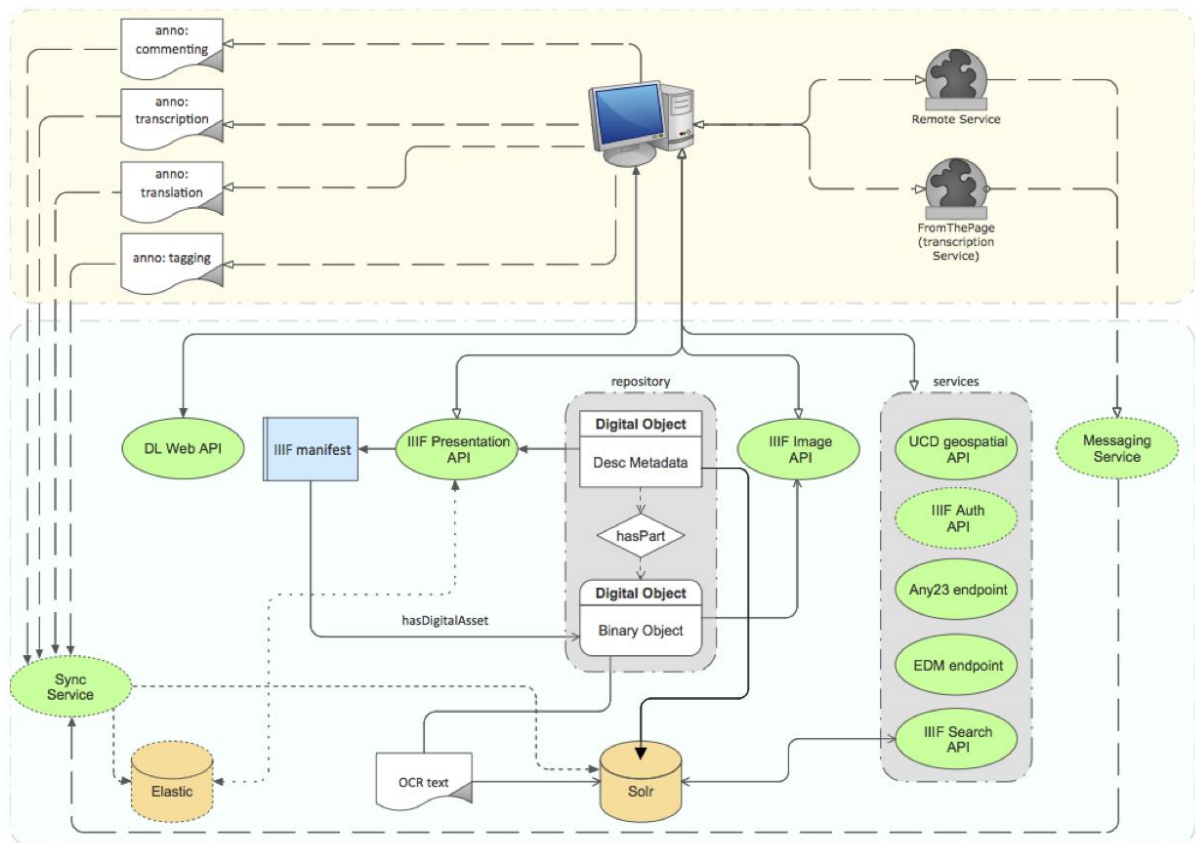 anno:
commenting
anno:
transcription
anno:
translation
anno: tagging
Remote Service
FromThePage
(transcription
Service)
repository
services
DL Web API
IIIF manifest
IIIF Presentation
API
Digital Object
Desc Metadata
hasPart
Digital Object
Binary Object
hasDigitalAsset
IIIF Image
API
UCD geospatial
API
IIIF Auth
API
Any23 endpoint
EDM endpoint
IIIF Search
API
Messaging
Service
Sync
Service
Elastic
OCR text
Solr